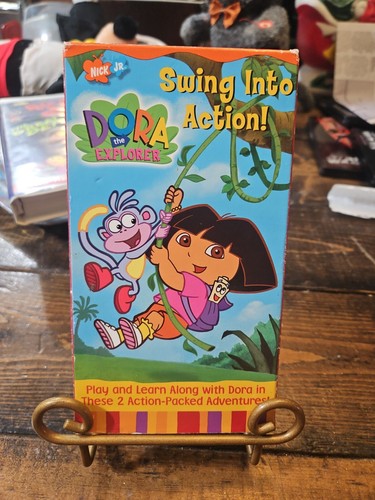 NICK JR.
Swing Into
Action!
DORA
the
EXPLORER
Play and Learn Along with Dora in
These 2 Action-Packed Adventures!